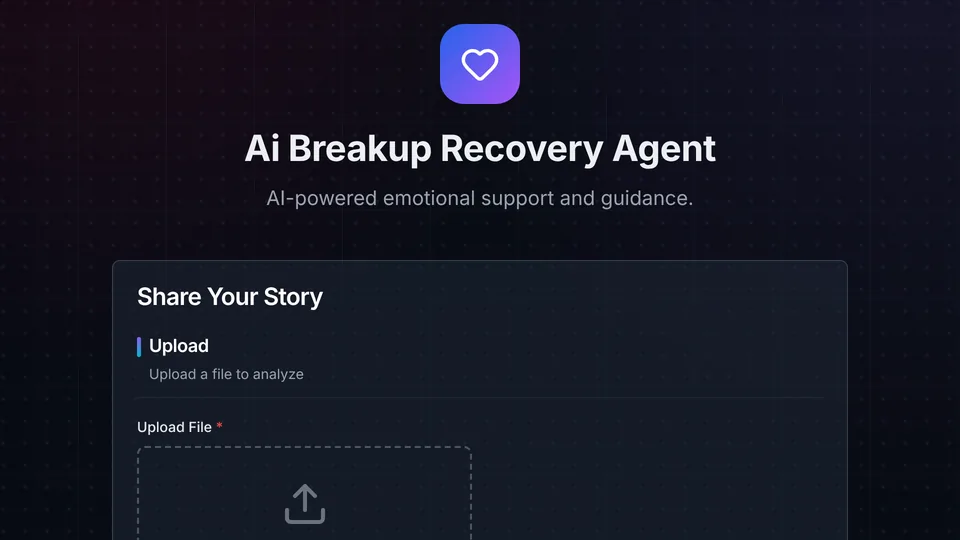 Ai Breakup Recovery Agent
AI-powered emotional support and guidance.
Share Your Story
Upload
Upload a file to analyze
Upload File *